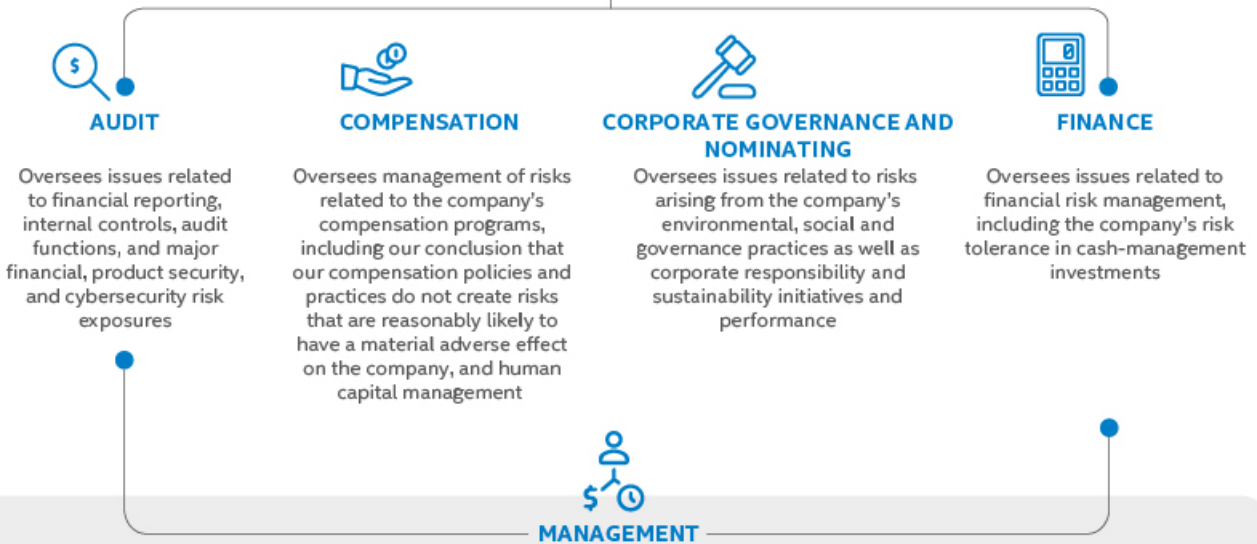 AUDIT
Oversees issues related
to financial reporting,
internal controls, audit
functions, and major
financial, product security,
and cybersecurity risk
exposures
COMPENSATION
Oversees management of risks
related to the company's
compensation programs,
including our conclusion that
our compensation policies and
practices do not create risks
that are reasonably likely to
have a material adverse effect
on the company, and human
capital management
CORPORATE GOVERNANCE AND
NOMINATING
Oversees issues related to risks
arising from the company's
environmental, social and
governance practices as well as
corporate responsibility and
sustainability initiatives and
performance
FINANCE
Oversees issues related to
financial risk management,
including the company's risk
tolerance in cash-management
investments
MANAGEMENT